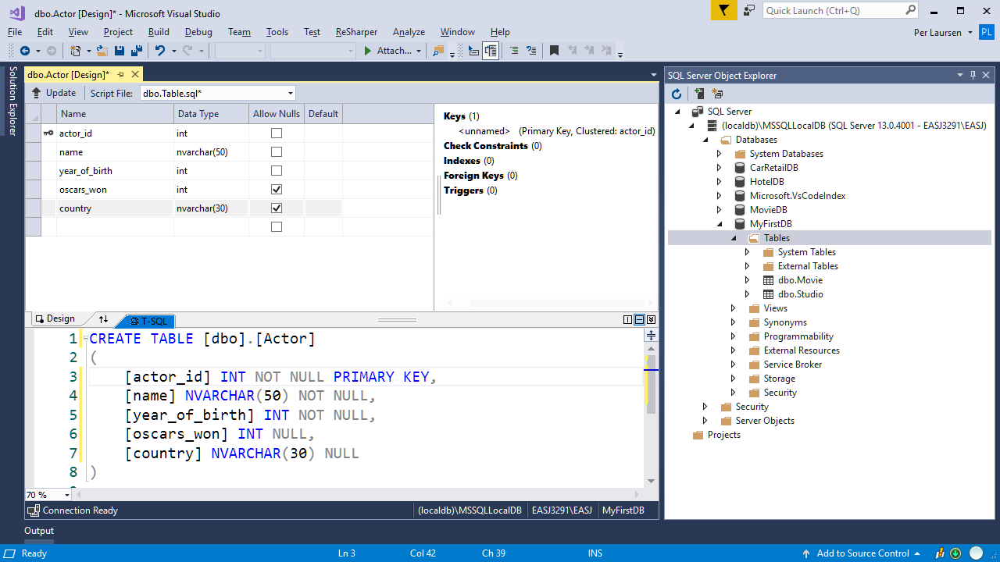 dbo.Actor [Design]* - Microsoft Visual Studio
Quick Launch (Ctrl+Q)
File Edit View Project Build Debug Team Tools Test ReSharper Analyze Window Help
Per Laursen
PL
Attach...
Solution Explorer
dbo.Actor [Design]*
Update Script File: dbo.Table.sql*
Name Data Type Allow Nulls Default
actor_id int
name nvarchar(50)
year_of_birth int
oscars_won int
country nvarchar(30)
Keys (1)
<unnamed> (Primary Key, Clustered: actor_id)
Check Constraints (0)
Indexes (0)
Foreign Keys (0)
Triggers (0)
Design
T-SQL
1 CREATE TABLE [dbo].[Actor]
2 (
3 [actor_id] INT NOT NULL PRIMARY KEY,
4 [name] NVARCHAR(50) NOT NULL,
5 [year_of_birth] INT NOT NULL,
6 [oscars_won] INT NULL,
7 [country] NVARCHAR(30) NULL
8 )
70 %
Connection Ready
(localdb)\MSSQLLocalDB
EASJ3291\EASJ
MyFirstDB
SQL Server Object Explorer
SQL Server
(localdb)\MSSQLLocalDB (SQL Server 13.0.4001 - EASJ3291\EASJ)
Databases
System Databases
CarRetailDB
HotelDB
Microsoft.VsCodeIndex
MovieDB
MyFirstDB
Tables
System Tables
External Tables
dbo.Movie
dbo.Studio
Views
Synonyms
Programmability
External Resources
Service Broker
Storage
Security
Security
Server Objects
Projects
Output
Ready
Ln 3
Col 42
Ch 39
INS
Add to Source Control